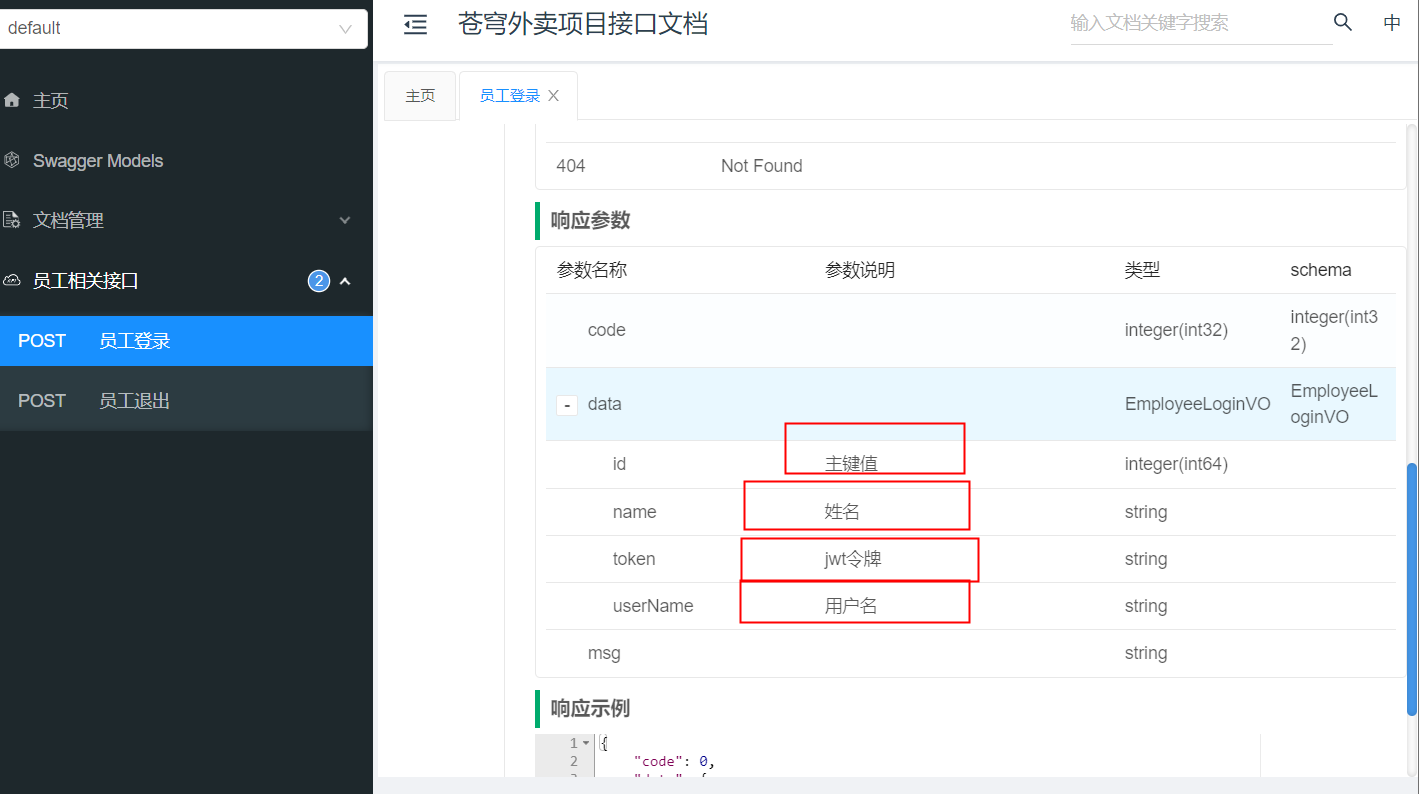 default
苍穹外卖项目接口文档
输入文档关键字搜索
中
主页
员工登录
主页
Swagger Models
文档管理
员工相关接口
2
POST 员工登录
POST 员工退出
404 Not Found
响应参数
参数名称 参数说明 类型 schema
code integer(int32) integer(int3
2)
- data EmployeeLoginVO EmployeeL
oginVO
id 主键值 integer(int64)
name 姓名 string
token jwt令牌 string
userName 用户名 string
msg string
响应示例
1 {
2 "code": 0,